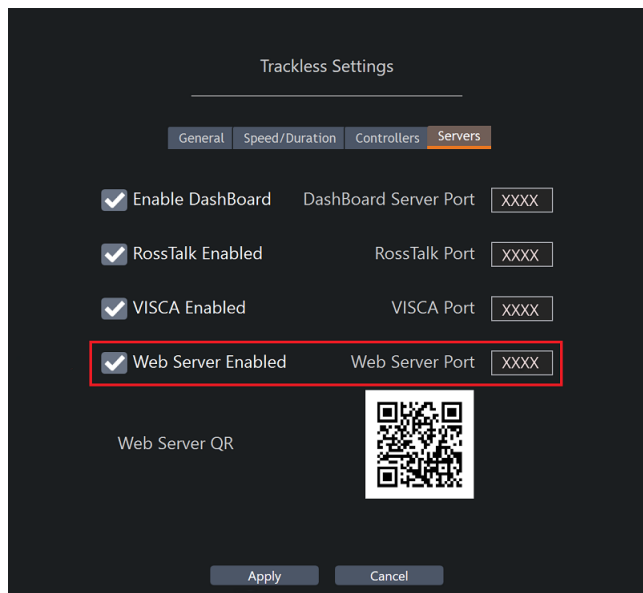 Trackless Settings
General Speed/Duration Controllers Servers
Enable DashBoard DashBoard Server Port XXXX
RossTalk Enabled RossTalk Port XXXX
VISCA Enabled VISCA Port XXXX
Web Server Enabled Web Server Port XXXX
Web Server QR
Apply Cancel